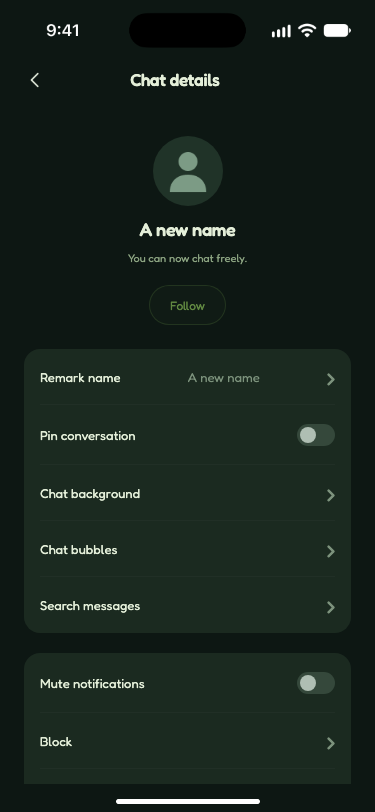 9:41
Chat details
A new name
You can now chat freely.
Follow
Remark name A new name
Pin conversation
Chat background
Chat bubbles
Search messages
Mute notifications
Block